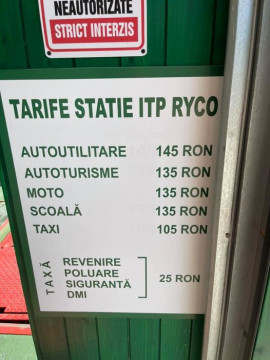 NEAUTORIZATE
STRICT INTERZIS
TARIFE STATIE ITP RYCO
AUTOUTILITARE 145 RON
AUTOTURISME 135 RON
MOTO 135 RON
SCOALĂ 135 RON
TAXI 105 RON
TAXĂ
REVENIRE
POLUARE
SIGURANTĂ
DMI
25 RON